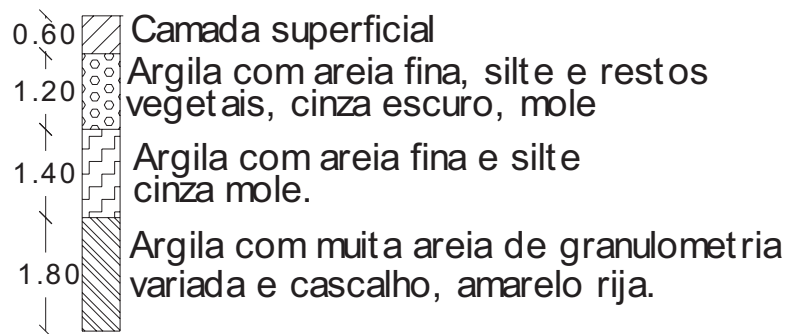 0.60 Camada superficial
1.20 Argila com areia fina, silte e restos
vegetais, cinza escuro, mole
1.40 Argila com areia fina e silte
cinza mole.
1.80 Argila com muita areia de granulometria
variada e cascalho, amarelo rija.